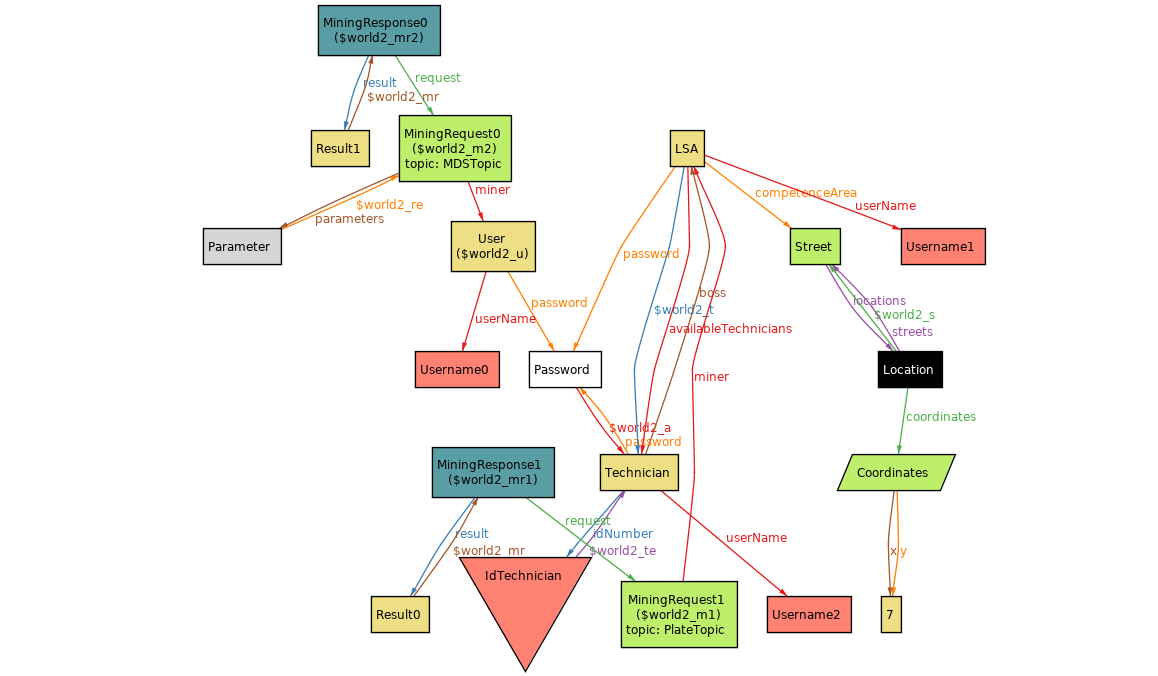 MiningResponse0
($world2_mr2)
result
request
$world2_mr
Result1
MiningRequest0
($world2_m2)
topic: MDSTopic
LSA
miner
competenceArea
$world2_re
parameters
userName
Parameter
User
($world2_u)
Street
Username1
password
boss
$world2_t
availableTechnicians
locations
$world2_s
streets
password
userName
Username0
Password
miner
Location
coordinates
$world2_a
password
MiningResponse1
($world2_mr1)
Technician
Coordinates
result
request
idNumber
$world2_mr
$world2_te
userName
x
y
IdTechnician
Result0
MiningRequest1
($world2_m1)
topic: PlateTopic
Username2
7